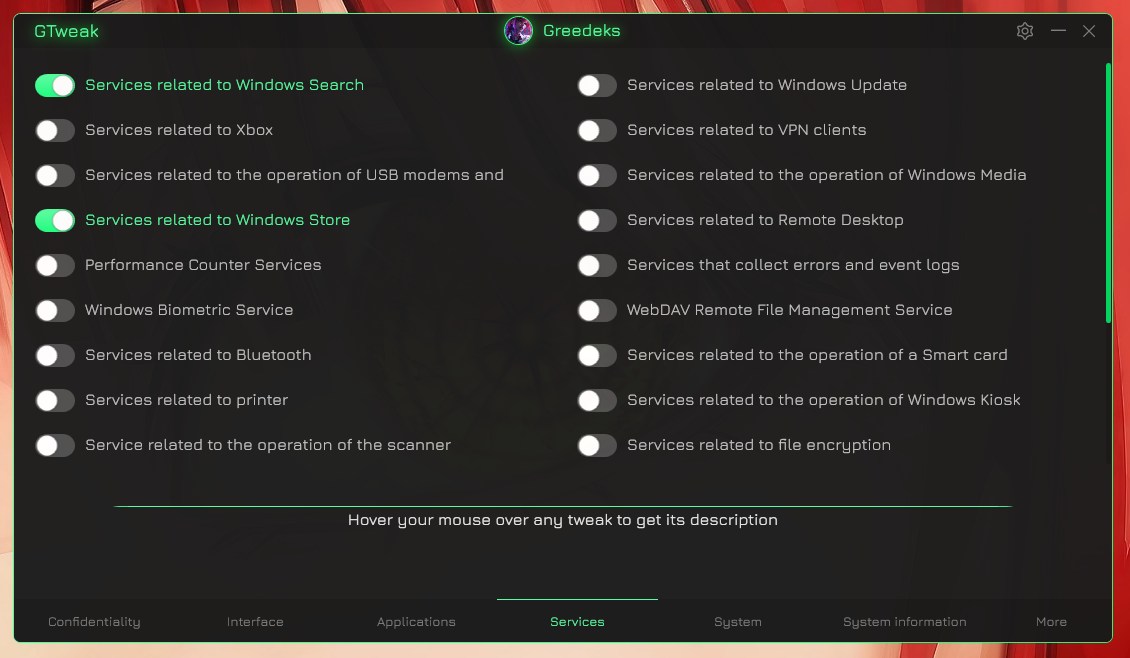 GTweak
Greedeks
Services related to Windows Search
Services related to Windows Update
Services related to Xbox
Services related to VPN clients
Services related to the operation of USB modems and
Services related to the operation of Windows Media
Services related to Windows Store
Services related to Remote Desktop
Performance Counter Services
Services that collect errors and event logs
Windows Biometric Service
WebDAV Remote File Management Service
Services related to Bluetooth
Services related to the operation of a Smart card
Services related to printer
Services related to the operation of Windows Kiosk
Service related to the operation of the scanner
Services related to file encryption
Hover your mouse over any tweak to get its description
Confidentiality
Interface
Applications
Services
System
System information
More